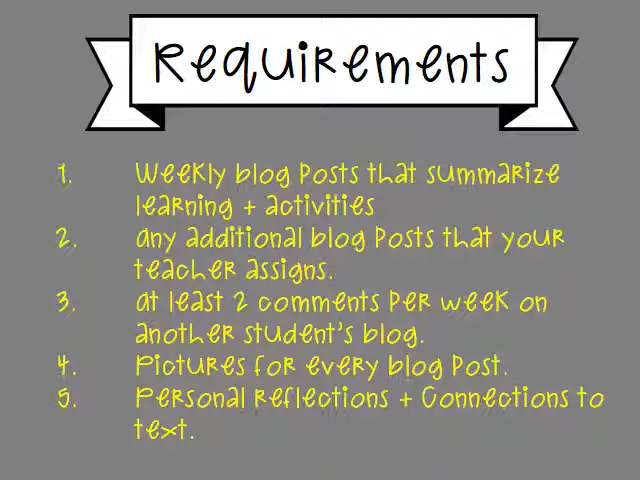 Requirements
1. Weekly blog Posts that summarize
learning + activities
2. any additional blog Posts that your
teacher assigns.
3. at least 2 comments per week on
another student's blog.
4. Pictures for every blog Post.
5. Personal reflections + Connections to
text.